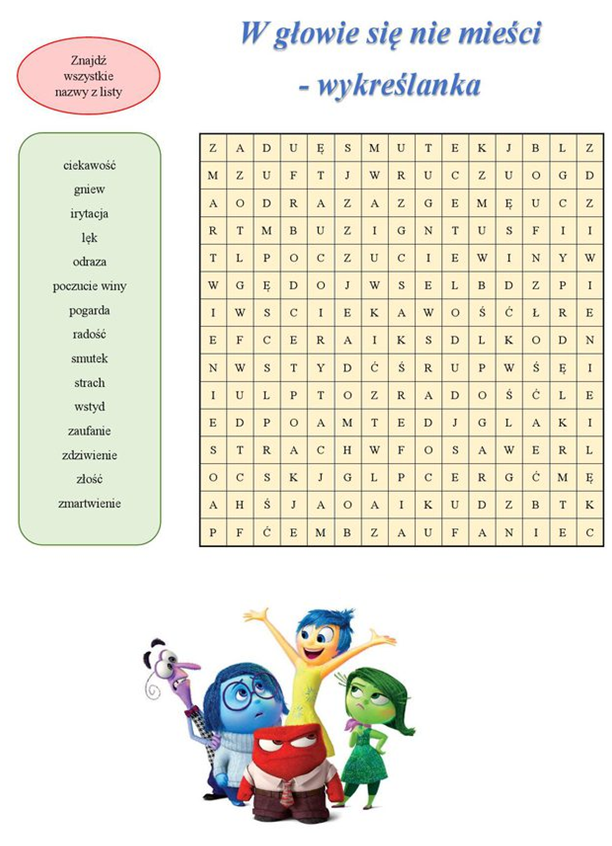 W głowie się nie mieści
- wykreślanka
Znajdź
wszystkie
nazwy z listy
ciekawość
gniew
irytacja
lęk
odraza
poczucie winy
pogarda
radość
smutek
strach
wstyd
zaufanie
zdziwienie
złość
zmartwienie
Z A D U Ę S M U T E K J B L Z
M Z U F T J W R U C Z U O G D
A O D R A Z A Z G E M Ę U C Z
R T M B U Z I G N T U S F I I
T L P O C Z U C I E W I N Y W
W G Ę D O J W S E L B D Z P I
I W S C I E K A W O Ś Ć Ł R E
E F C E R A I K S D L K O D N
N W S T Y D Ć Ś R U P W Ś Ę I
I U L P T O Z R A D O Ś Ć L E
E D P O A M T E D J G L A K I
S T R A C H W F O S A W E R L
O C S K J G L P C E R G Ć M Ę
A H Ś J A O A I K U D Z B T K
P F Ć E M B Z A U F A N I E C